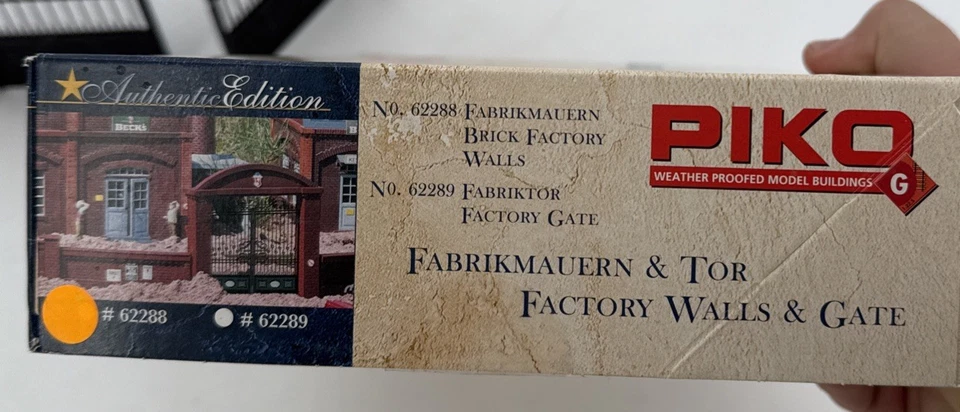 Authentic Edition
BECK's
# 62288
# 62289
No. 62288 FABRIKMAUERN
BRICK FACTORY
WALLS
No. 62289 FABRIKTOR
FACTORY GATE
PIKO
WEATHER PROOFED MODEL BUILDINGS
G
FABRIKMAUERN & TOR
FACTORY WALLS & GATE